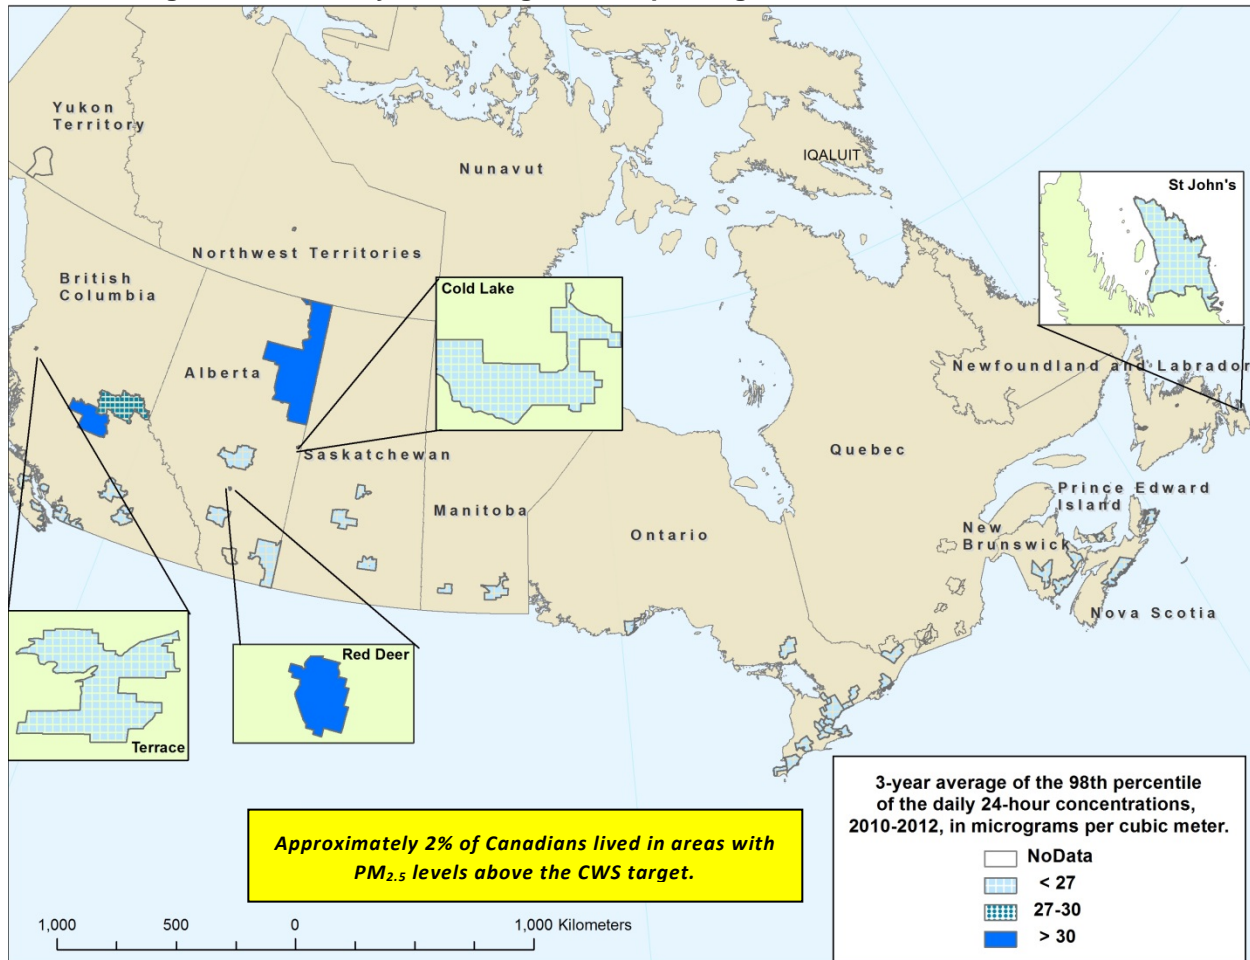 Yukon
Territory
Nunavut
IQALUIT
St John's
Northwest Territories
British
Columbia
Cold Lake
Alberta
Newfoundland and Labrador
Saskatchewan
Quebec
Manitoba
Ontario
Prince Edward
Island
New
Brunswick
Nova Scotia
Terrace
Red Deer
Approximately 2% of Canadians lived in areas with
PM2.5 levels above the CWS target.
3-year average of the 98th percentile
of the daily 24-hour concentrations,
2010-2012, in micrograms per cubic meter.
NoData
< 27
27-30
> 30
1,000 500 0 1,000 Kilometers